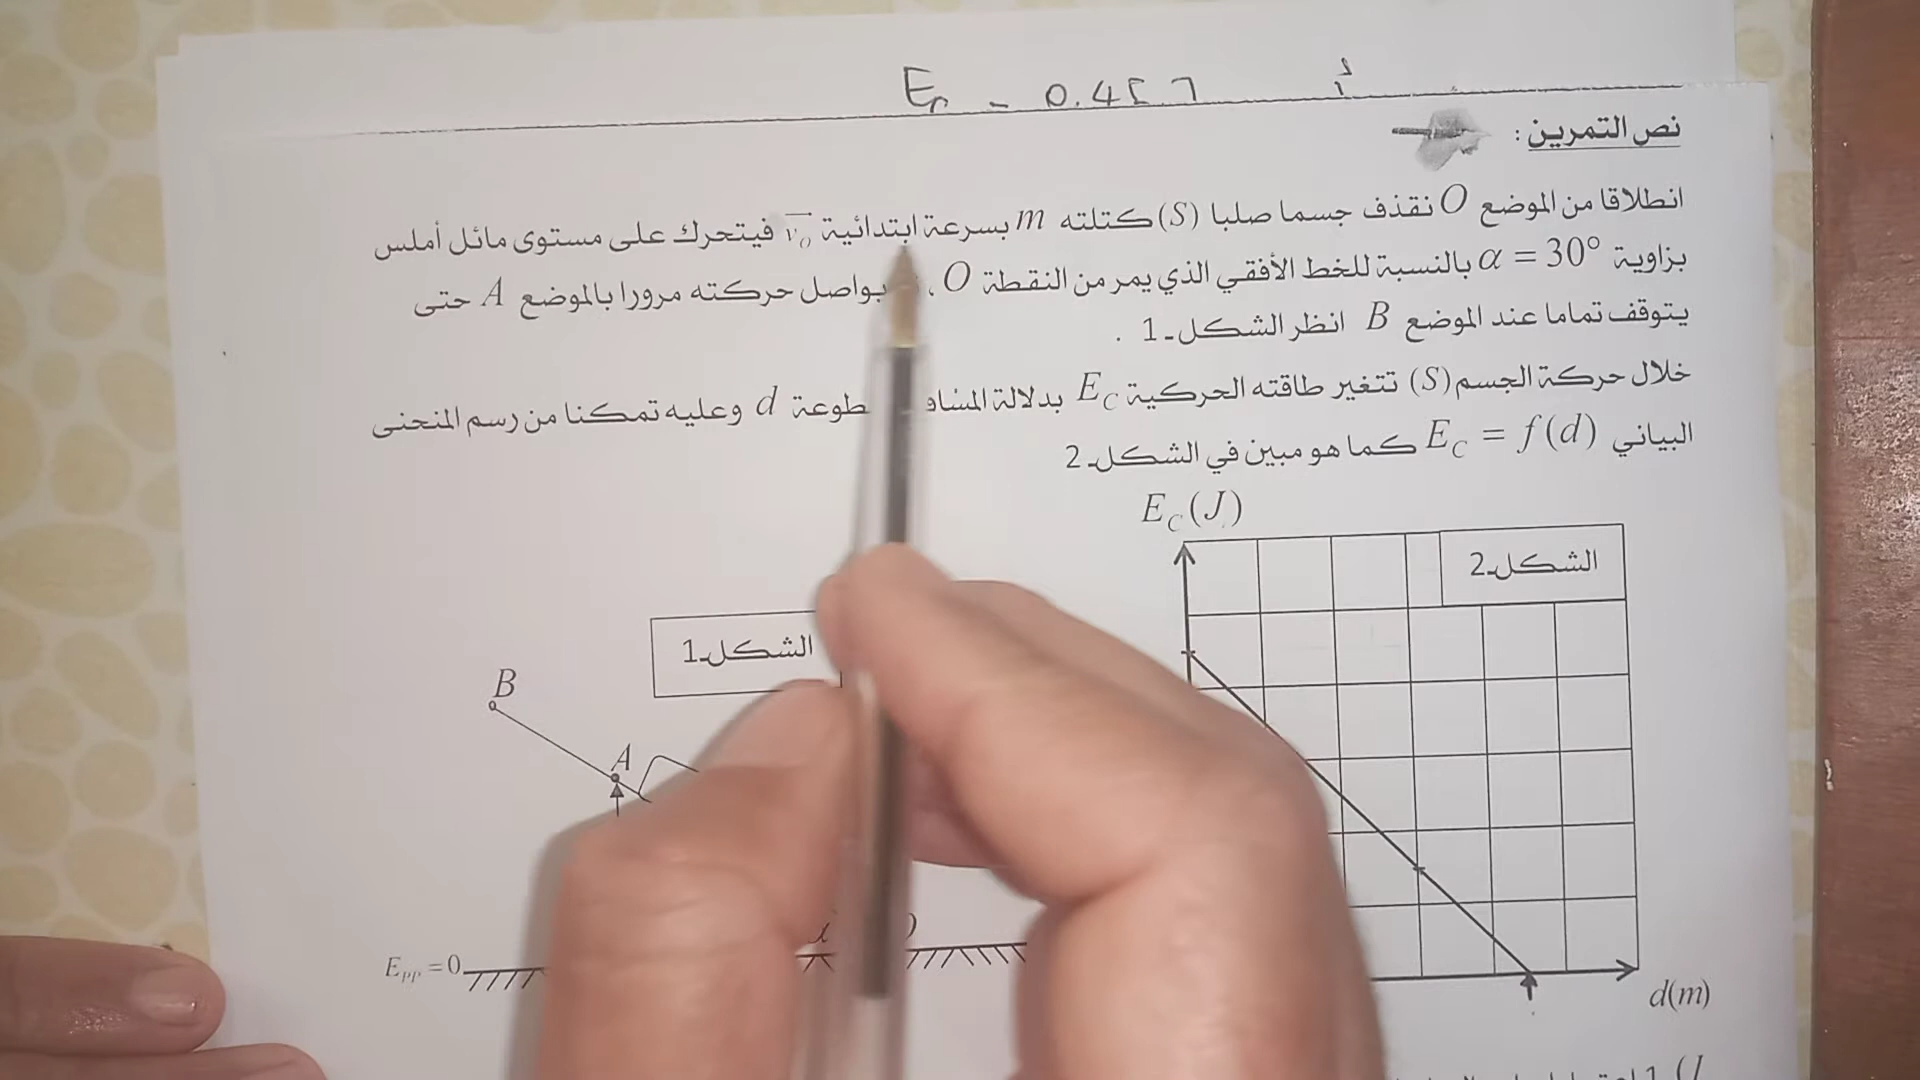 نص التمرين :
انطلاقا من الموضع O نقذف جسما صلبا (S) كتلته m بسرعة ابتدائية v₀ فيتحرك على مستوى مائل أملس
بزاوية α = 30° بالنسبة للخط الأفقي الذي يمر من النقطة O ، يواصل حركته مرورا بالموضع A حتى
يتوقف تماما عند الموضع B انظر الشكل-1 .
خلال حركة الجسم (S) تتغير طاقته الحركية E_C بدلالة d وعليه تمكنا من رسم المنحنى
البياني E_C = f(d) كما هو مبين في الشكل-2
E_C (J)
الشكل-2
الشكل-1
B
A
E_PP = 0
d(m)